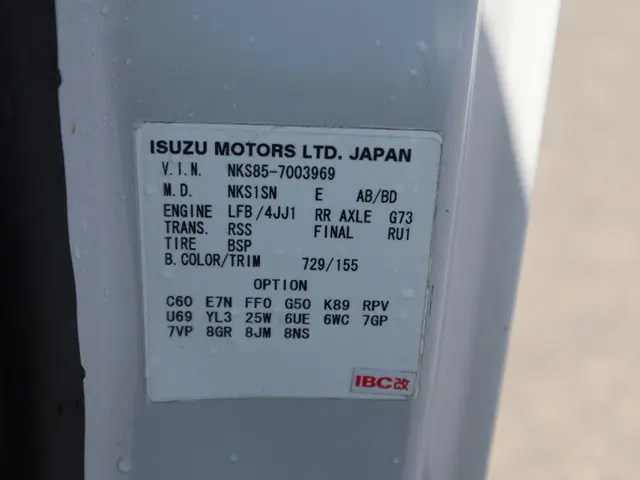 ISUZU MOTORS LTD. JAPAN
V.I.N. NKS85-7003969
M.D. NKS1SN E AB/BD
ENGINE LFB/4JJ1 RR AXLE G73
TRANS. RSS FINAL RU1
TIRE BSP
B.COLOR/TRIM 729/155
OPTION
C60 E7N FF0 G50 K89 RPV
U69 YL3 25W 6UE 6WC 7GP
7VP 8GR 8JM 8NS
IBC改